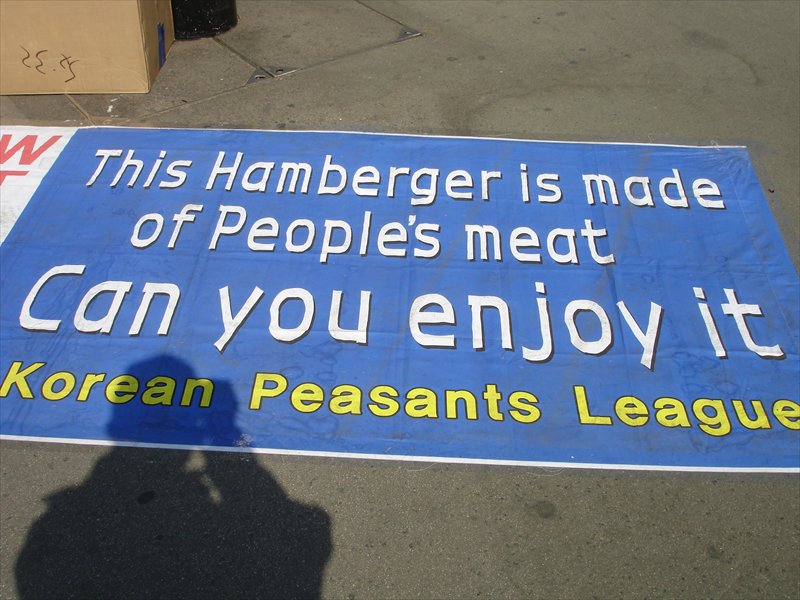 This Hamberger is made
of People's meat
Can you enjoy it
Korean Peasants League